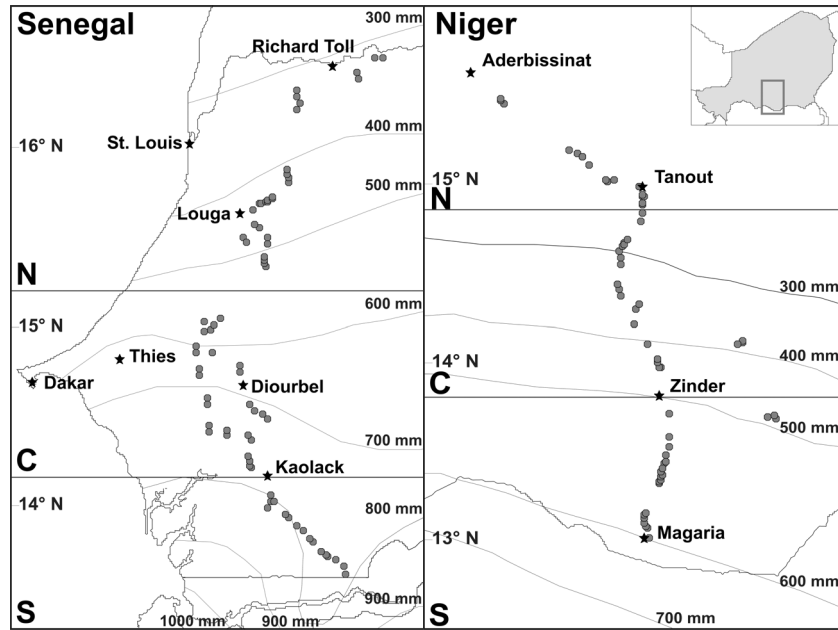 Senegal
300 mm
Richard Toll
400 mm
16° N
St. Louis
500 mm
Louga
N
600 mm
15° N
Thies
Dakar
Diourbel
700 mm
C
Kaolack
14° N
800 mm
S
900 mm
1000 mm
900 mm
Niger
Aderbissinat
15° N
Tanout
N
300 mm
400 mm
14° N
C
Zinder
500 mm
13° N
Magaria
600 mm
S
700 mm